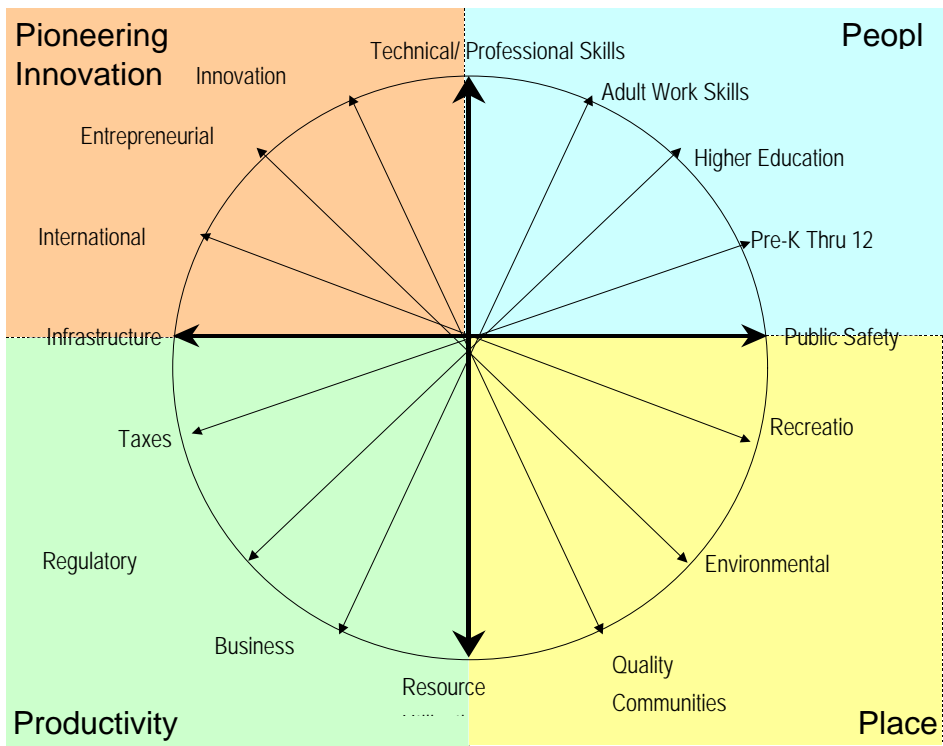 Pioneering
Innovation
Peopl
Technical/ Professional Skills
Innovation
Adult Work Skills
Entrepreneurial
Higher Education
International
Pre-K Thru 12
Infrastructure
Public Safety
Taxes
Recreatio
Regulatory
Environmental
Business
Quality
Communities
Resource
Productivity
Place